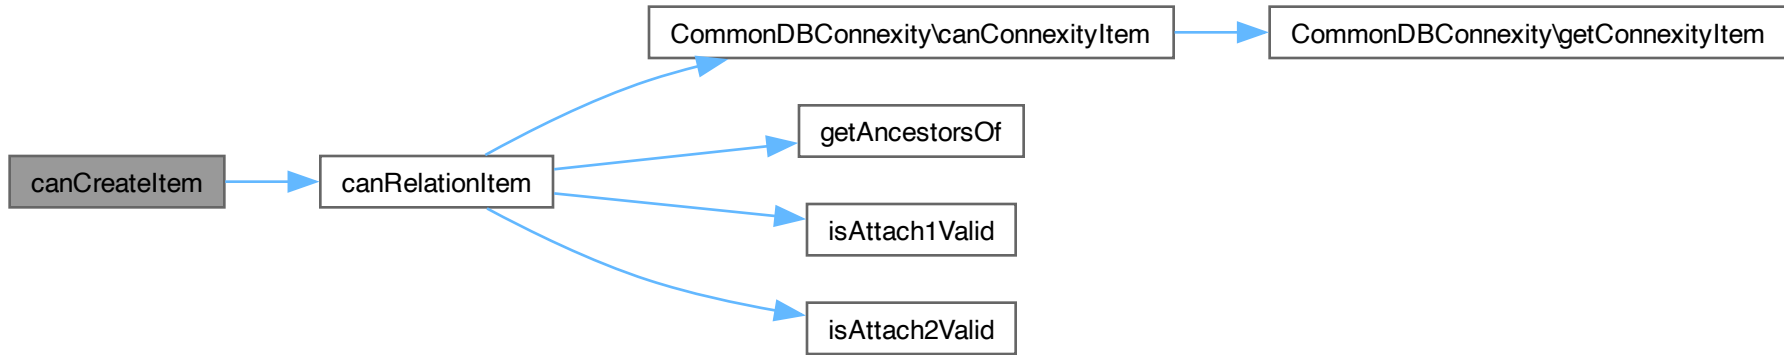 canCreateItem
canRelationItem
CommonDBConnexity\canConnexityItem
CommonDBConnexity\getConnexityItem
getAncestorsOf
isAttach1Valid
isAttach2Valid